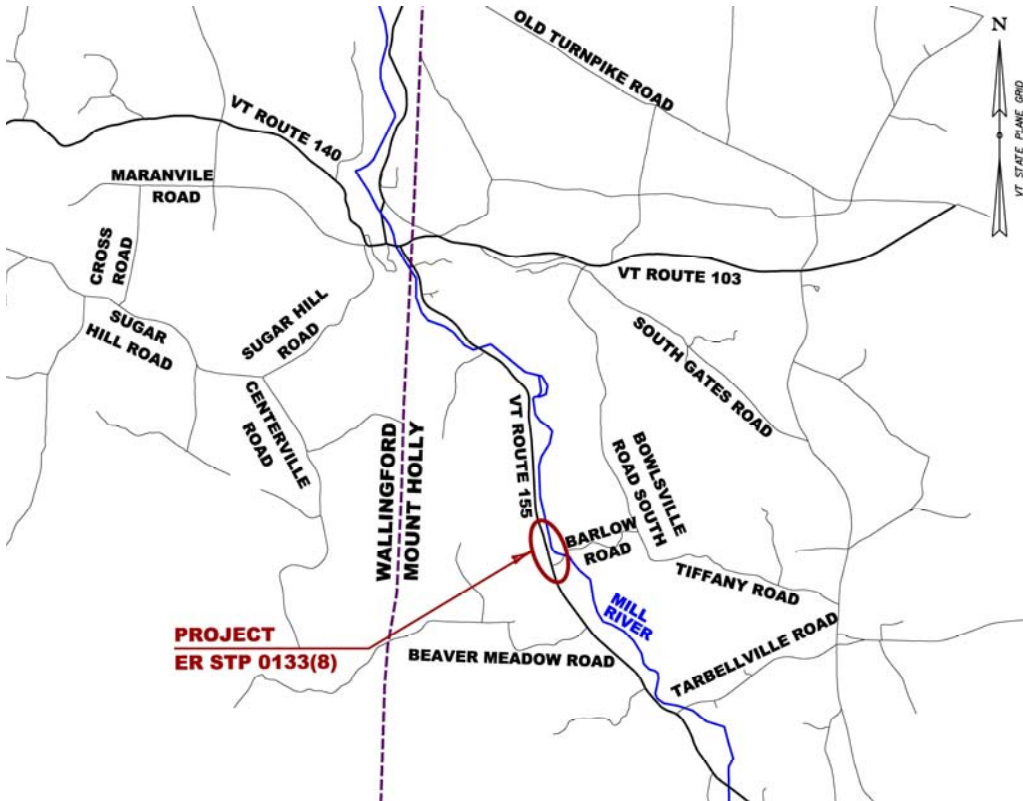 OLD TURNPIKE ROAD
N
VT STATE PLANE GRID
VT ROUTE 140
MARANVILE
ROAD
CROSS
ROAD
SUGAR
HILL ROAD
SUGAR HILL
ROAD
CENTERVILLE
ROAD
VT ROUTE 103
SOUTH GATES ROAD
VT ROUTE 155
WALLINGFORD
MOUNT HOLLY
BOWLSVILLE
ROAD SOUTH
BARLOW
ROAD
TIFFANY ROAD
MILL
RIVER
TARBELLVILLE ROAD
PROJECT
ER STP 0133(8)
BEAVER MEADOW ROAD